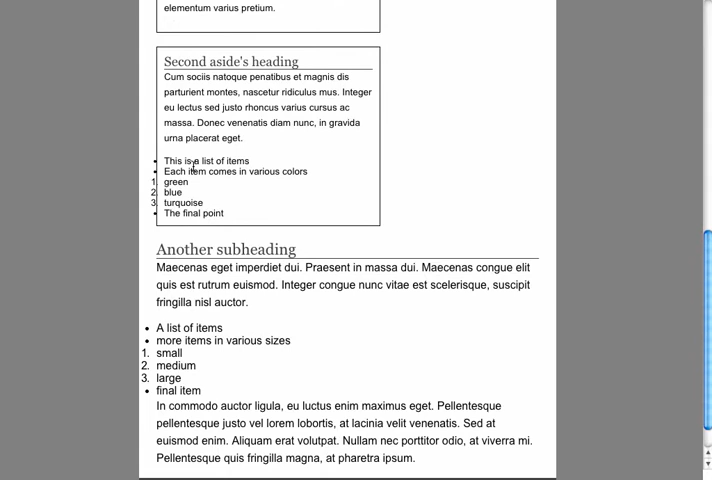 elementum varius pretium.
Second aside's heading
Cum sociis natoque penatibus et magnis dis
parturient montes, nascetur ridiculus mus. Integer
eu lectus sed justo rhoncus varius cursus ac
massa. Donec venenatis diam nunc, in gravida
urna placerat eget.
• This is a list of items
• Each item comes in various colors
1. green
2. blue
3. turquoise
• The final point
Another subheading
Maecenas eget imperdiet dui. Praesent in massa dui. Maecenas congue elit
quis est rutrum euismod. Integer congue nunc vitae est scelerisque, suscipit
fringilla nisl auctor.
• A list of items
• more items in various sizes
1. small
2. medium
3. large
• final item
In commodo auctor ligula, eu luctus enim maximus eget. Pellentesque
pellentesque justo vel lorem lobortis, at lacinia velit venenatis. Sed at
euismod enim. Aliquam erat volutpat. Nullam nec porttitor odio, at viverra mi.
Pellentesque quis fringilla magna, at pharetra ipsum.